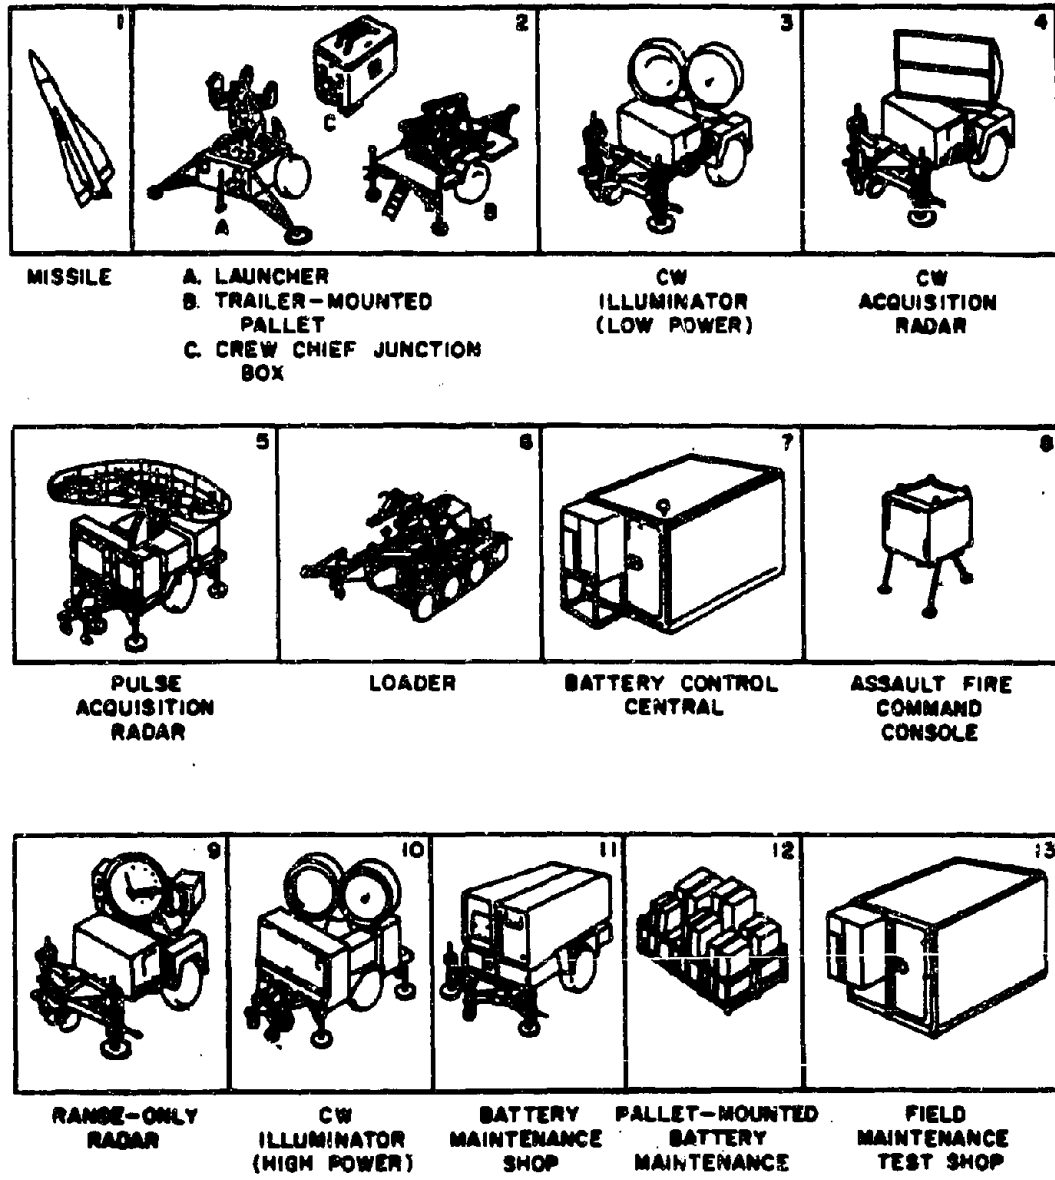 1
2
3
4
C
A
B
MISSILE
A. LAUNCHER
B. TRAILER-MOUNTED
PALLET
C. CREW CHIEF JUNCTION
BOX
CW
ILLUMINATOR
(LOW POWER)
CW
ACQUISITION
RADAR
5
6
7
8
PULSE
ACQUISITION
RADAR
LOADER
BATTERY CONTROL
CENTRAL
ASSAULT FIRE
COMMAND
CONSOLE
9
10
11
12
13
RANGE-ONLY
RADAR
CW
ILLUMINATOR
(HIGH POWER)
BATTERY
MAINTENANCE
SHOP
PALLET-MOUNTED
BATTERY
MAINTENANCE
FIELD
MAINTENANCE
TEST SHOP